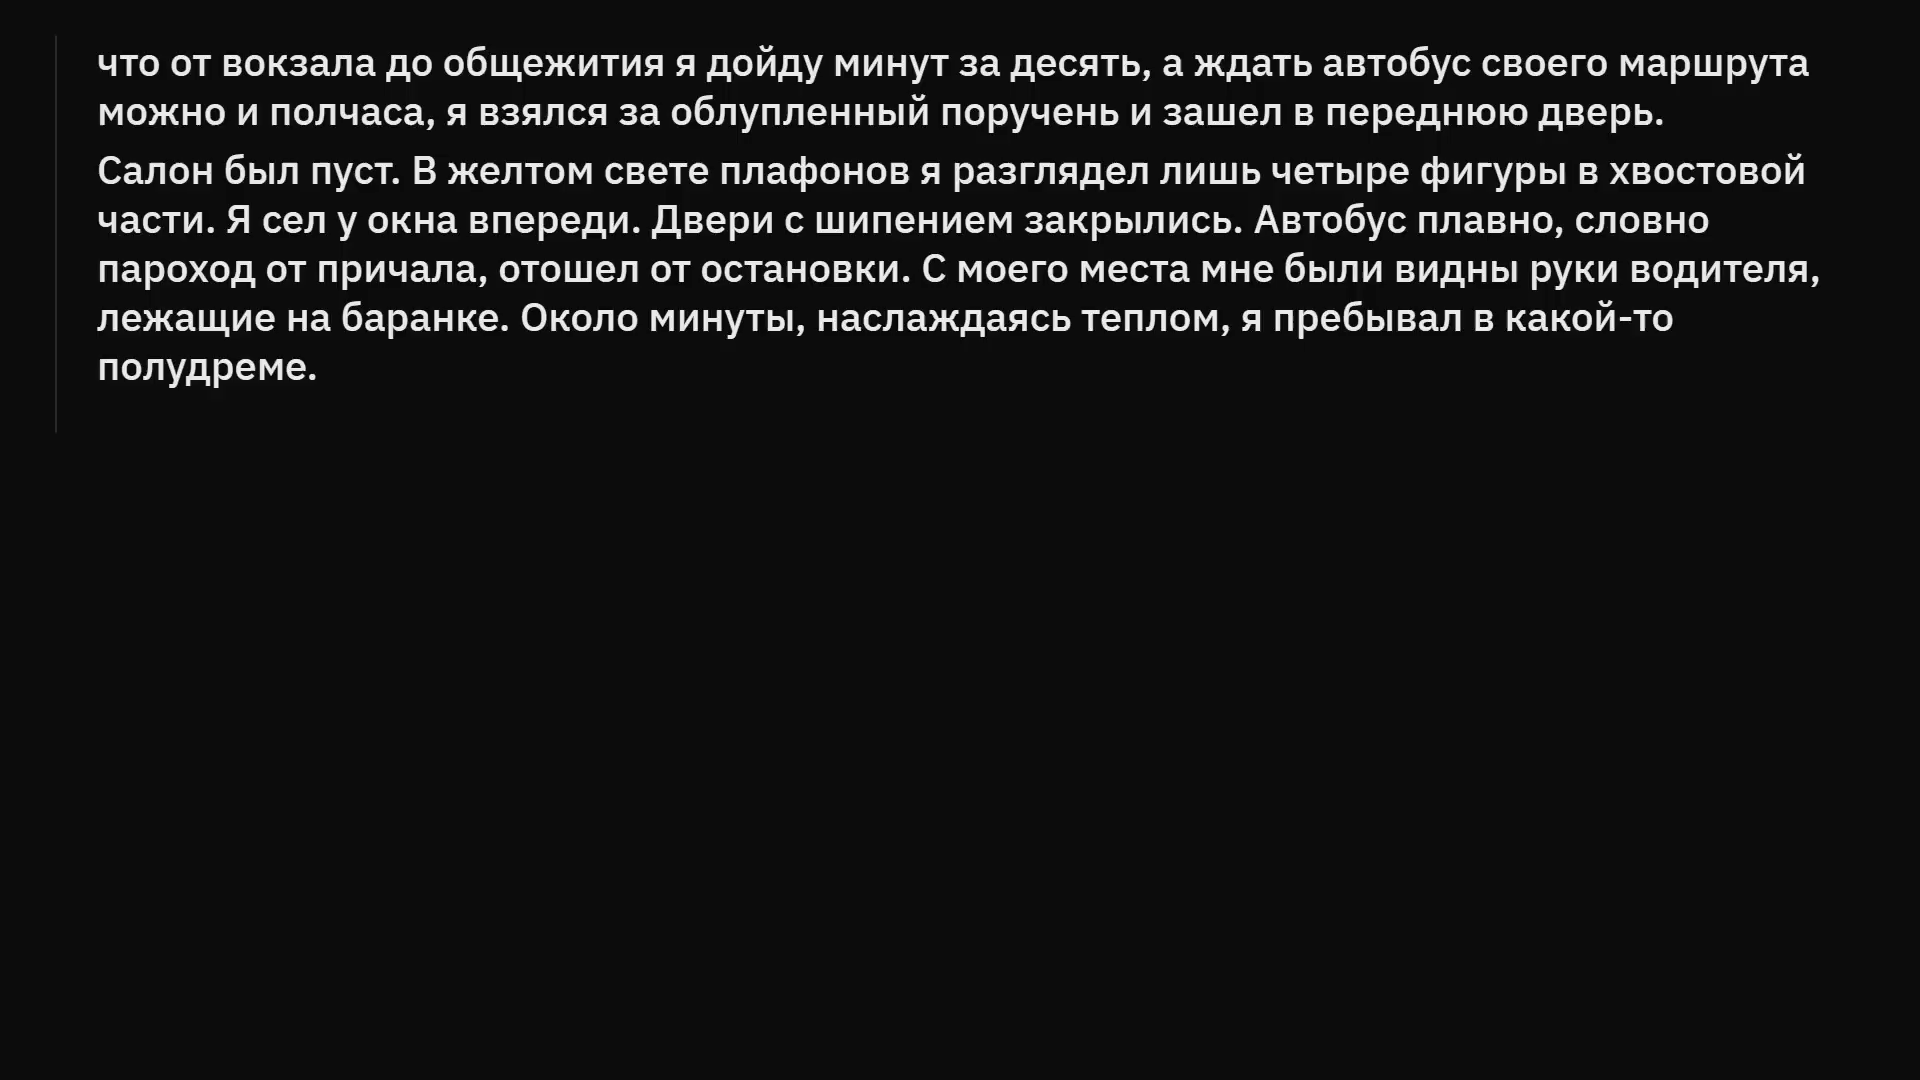 что от вокзала до общежития я дойду минут за десять, а ждать автобус своего маршрута
можно и полчаса, я взялся за облупленный поручень и зашел в переднюю дверь.
Салон был пуст. В желтом свете плафонов я разглядел лишь четыре фигуры в хвостовой
части. Я сел у окна впереди. Двери с шипением закрылись. Автобус плавно, словно
пароход от причала, отошел от остановки. С моего места мне были видны руки водителя,
лежащие на баранке. Около минуты, наслаждаясь теплом, я пребывал в какой-то
полудреме.